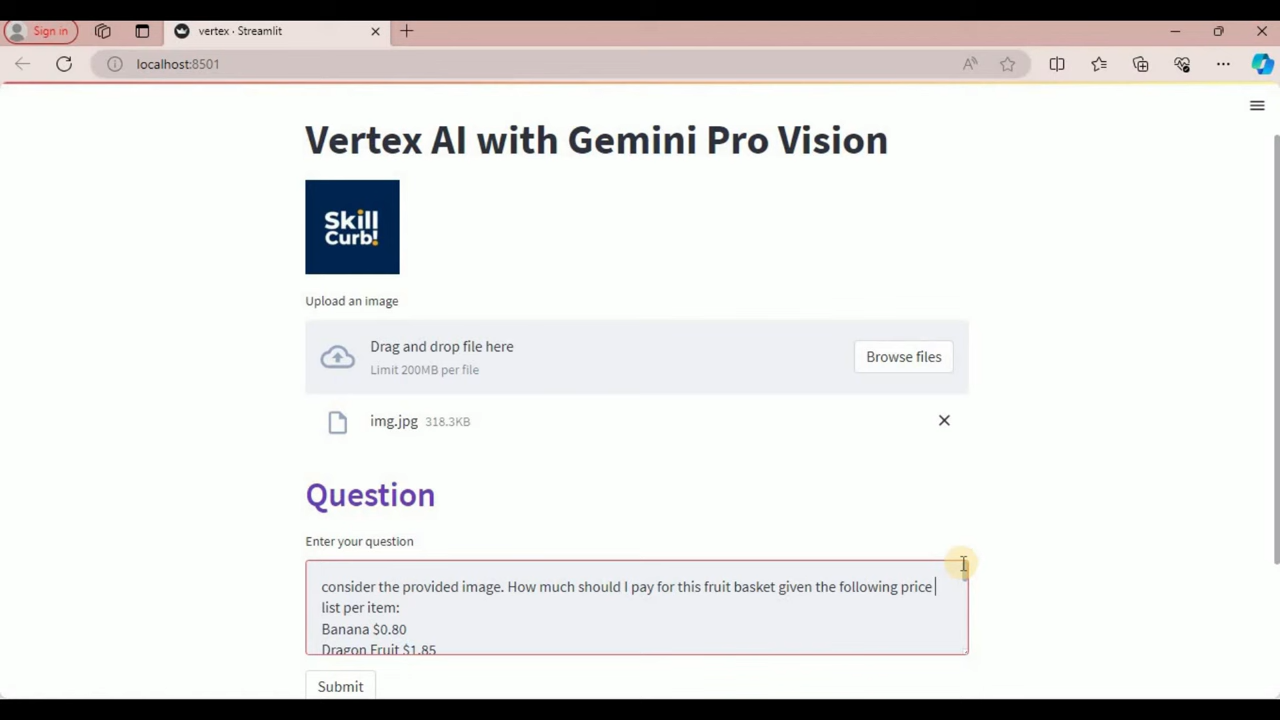 Sign in
vertex · Streamlit
localhost:8501
Vertex AI with Gemini Pro Vision
Skill
Curb!
Upload an image
Drag and drop file here
Limit 200MB per file
Browse files
img.jpg 318.3KB
Question
Enter your question
consider the provided image. How much should I pay for this fruit basket given the following price
list per item:
Banana $0.80
Dragon Fruit $1.85
Submit